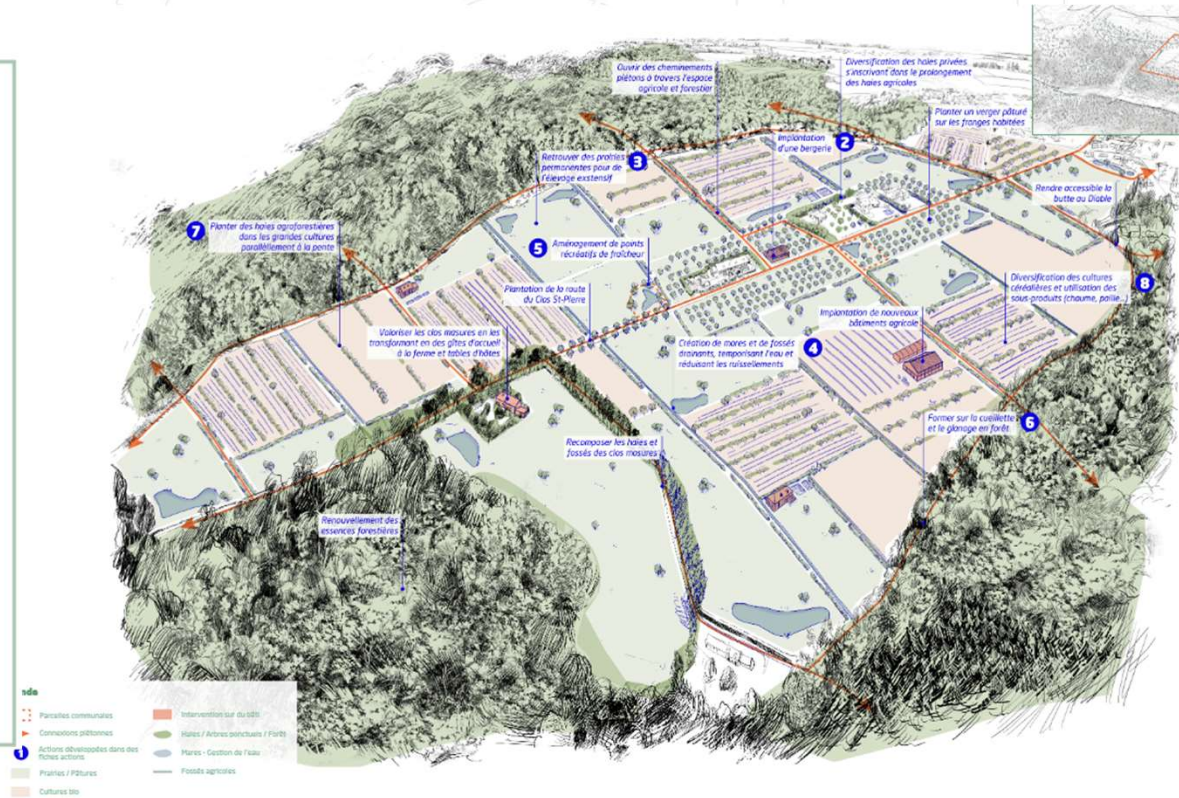 Ouvrir des cheminements
piétons à travers l'espace
agricole et forestier
Diversification des haies privées
s'inscrivant dans le prolongement
des haies agricoles
Planter un verger pâturé
sur les franges habitées
Implantation
d'une bergerie
2
Retrouver des prairies
permanentes pour de
l'élevage exstensif
3
Rendre accessible la
butte au Diable
7
Planter des haies agroforestières
dans les grandes cultures
parallèllement à la pente
5
Aménagement de points
récréatifs de fraîcheur
Diversification des cultures
céréalières et utilisation des
sous-produits (chaume, paille...)
8
Plantation de la route
du Clos St-Pierre
Implantation de nouveaux
bâtiments agricole
Valoriser les clos masures en les
transformant en des gîtes d'accueil
à la ferme et tables d'hôtes
Création de mares et de fossés
drainants, temporisant l'eau et
réduisant les ruissellements
4
Former sur la cueillette
et le glanage en forêt
6
Recomposer les haies et
fossés des clos masures
Renouvellement des
essences forestières
nde
Parcelles communales
Connexions piétonnes
1
Actions développées dans des
fiches actions
Prairies / Pâtures
Cultures bio
Intervention sur du bâti
Haies / Arbres ponctuels / Forêt
Mares - Gestion de l'eau
Fossés agricoles